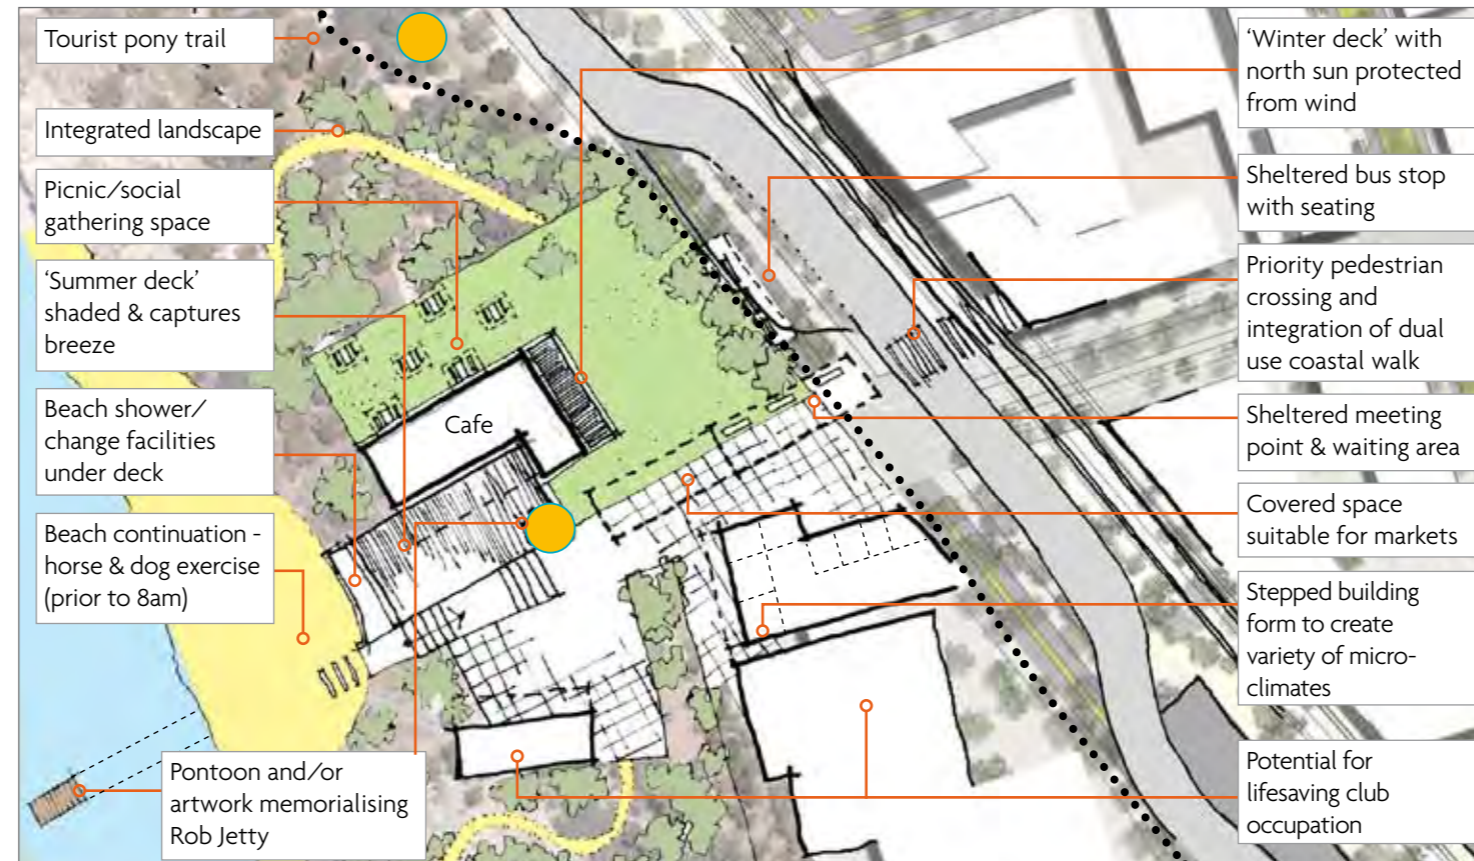 Tourist pony trail
Integrated landscape
Picnic/social
gathering space
‘Summer deck’
shaded & captures
breeze
Beach shower/
change facilities
under deck
Beach continuation -
horse & dog exercise
(prior to 8am)
Pontoon and/or
artwork memorialising
Rob Jetty
Cafe
‘Winter deck’ with
north sun protected
from wind
Sheltered bus stop
with seating
Priority pedestrian
crossing and
integration of dual
use coastal walk
Sheltered meeting
point & waiting area
Covered space
suitable for markets
Stepped building
form to create
variety of micro-
climates
Potential for
lifesaving club
occupation